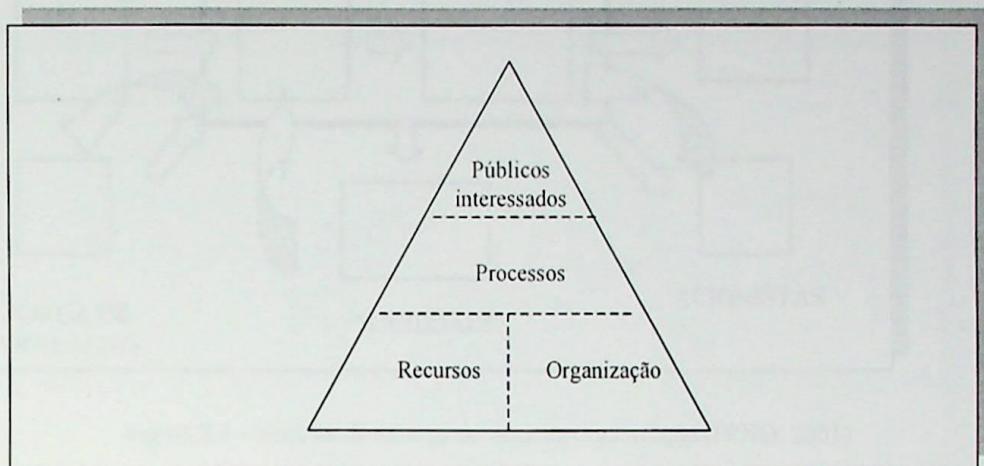 Públicos
interessados
Processos
Recursos
Organização